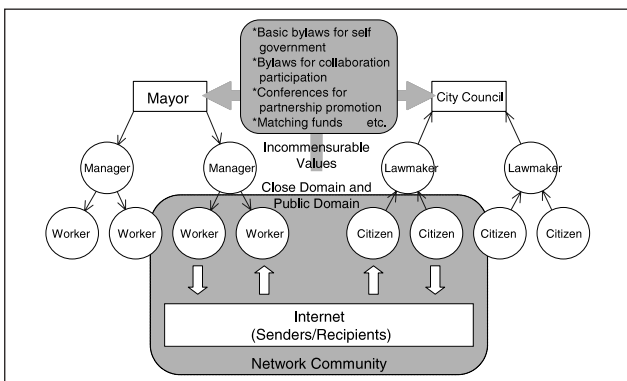 *Basic bylaws for self
government
*Bylaws for collaboration
participation
*Conferences for
partnership promotion
*Matching funds etc.
Mayor
City Council
Incommensurable
Values
Manager
Manager
Lawmaker
Lawmaker
Close Domain and
Public Domain
Worker
Worker
Worker
Worker
Citizen
Citizen
Citizen
Citizen
Internet
(Senders/Recipients)
Network Community